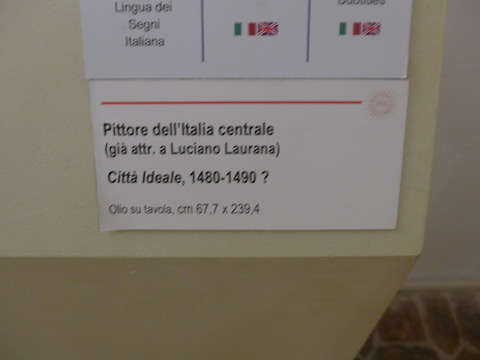 Lingua dei
Segni
Italiana
Subtitles
Pittore dell'Italia centrale
(già attr. a Luciano Laurana)
Città Ideale, 1480-1490 ?
Olio su tavola, cm 67,7 x 239,4